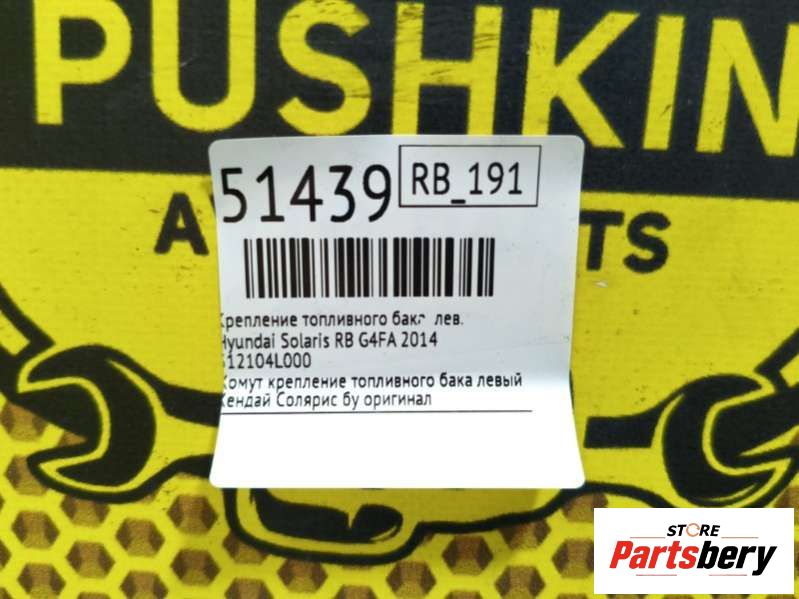 PUSHKIN
51439
RB_191
Крепление топливного бака лев.
Hyundai Solaris RB G4FA 2014
312104L000
Хомут крепление топливного бака левый
Хендай Солярис бу оригинал
STORE
Partsbery